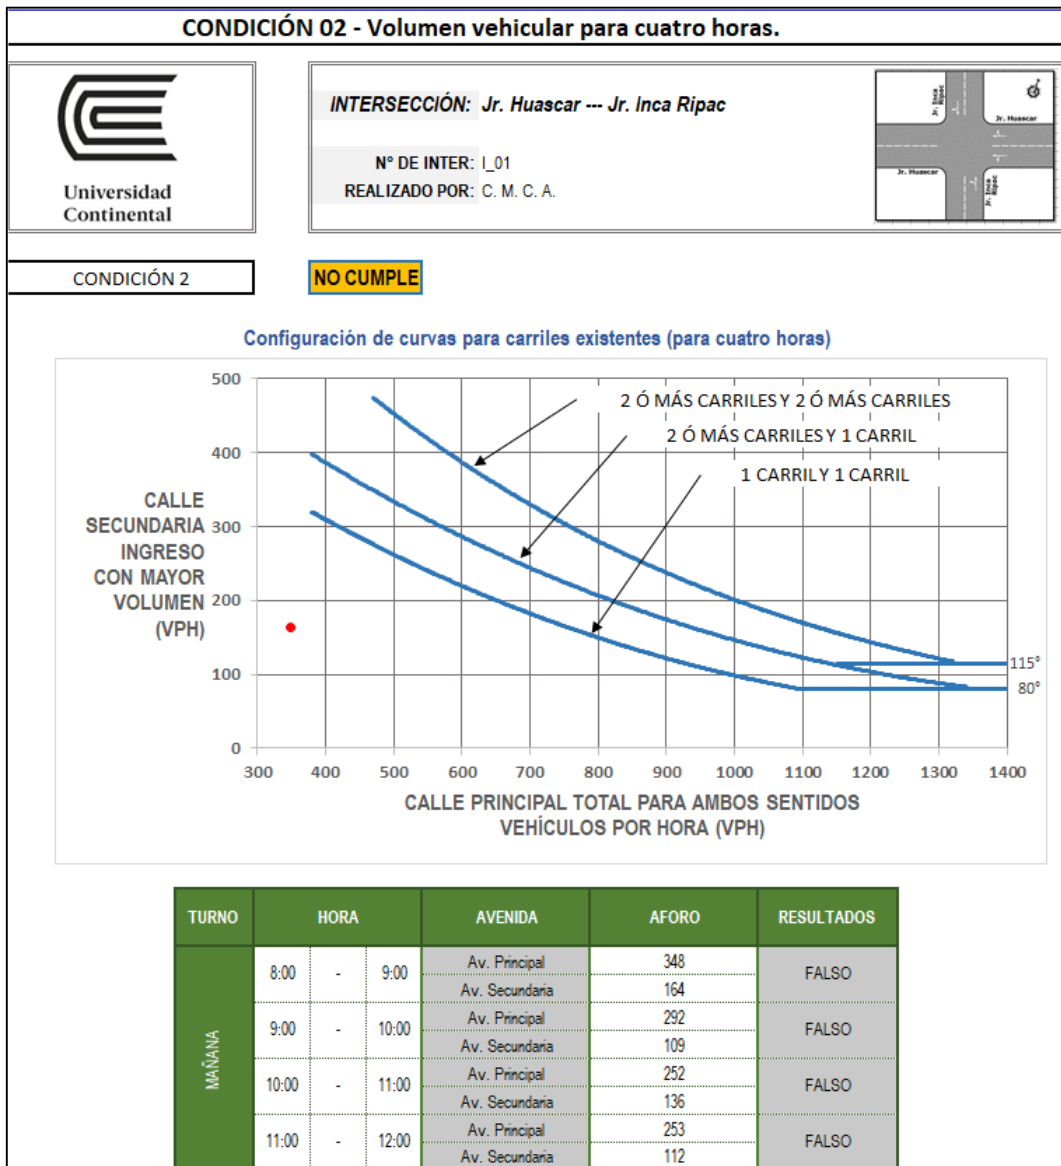 CONDICIÓN 02 - Volumen vehicular para cuatro horas.
Universidad
Continental
INTERSECCIÓN: Jr. Huascar --- Jr. Inca Ripac
N° DE INTER: I_01
REALIZADO POR: C. M. C. A.
Jr. Inca
Ripac
Jr. Huascar
Jr. Huascar
Jr. Inca
Ripac
CONDICIÓN 2
NO CUMPLE
Configuración de curvas para carriles existentes (para cuatro horas)
2 Ó MÁS CARRILES Y 2 Ó MÁS CARRILES
2 Ó MÁS CARRILES Y 1 CARRIL
1 CARRIL Y 1 CARRIL
CALLE
SECUNDARIA
INGRESO
CON MAYOR
VOLUMEN
(VPH)
500
400
300
200
100
0
115°
80°
300 400 500 600 700 800 900 1000 1100 1200 1300 1400
CALLE PRINCIPAL TOTAL PARA AMBOS SENTIDOS
VEHÍCULOS POR HORA (VPH)
TURNO HORA AVENIDA AFORO RESULTADOS
MAÑANA
8:00 - 9:00 Av. Principal 348 FALSO
Av. Secundaria 164
9:00 - 10:00 Av. Principal 292 FALSO
Av. Secundaria 109
10:00 - 11:00 Av. Principal 252 FALSO
Av. Secundaria 136
11:00 - 12:00 Av. Principal 253 FALSO
Av. Secundaria 112